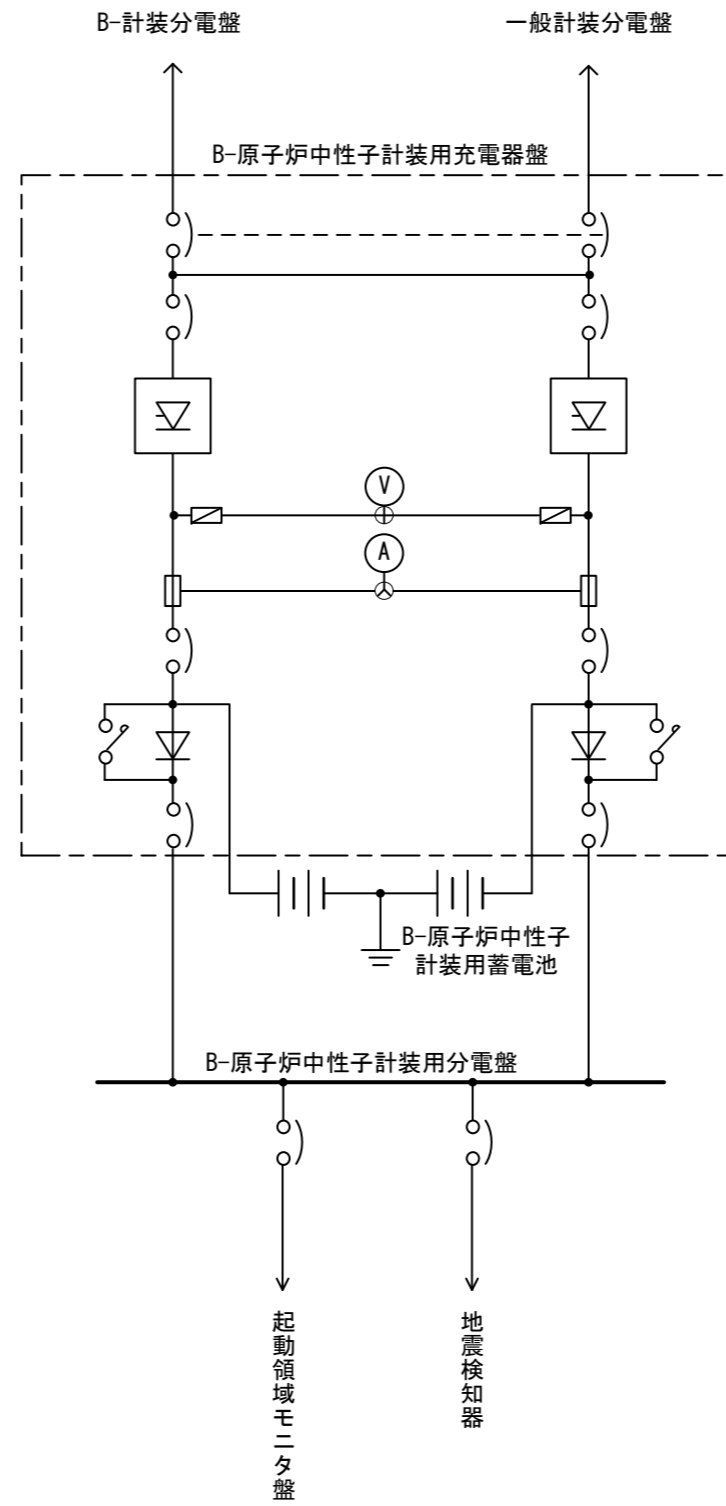 B-計装分電盤
一般計装分電盤
B-原子炉中性子計装用充電器盤
V
A
B-原子炉中性子
計装用蓄電池
B-原子炉中性子計装用分電盤
起動領域モニタ盤
地震検知器